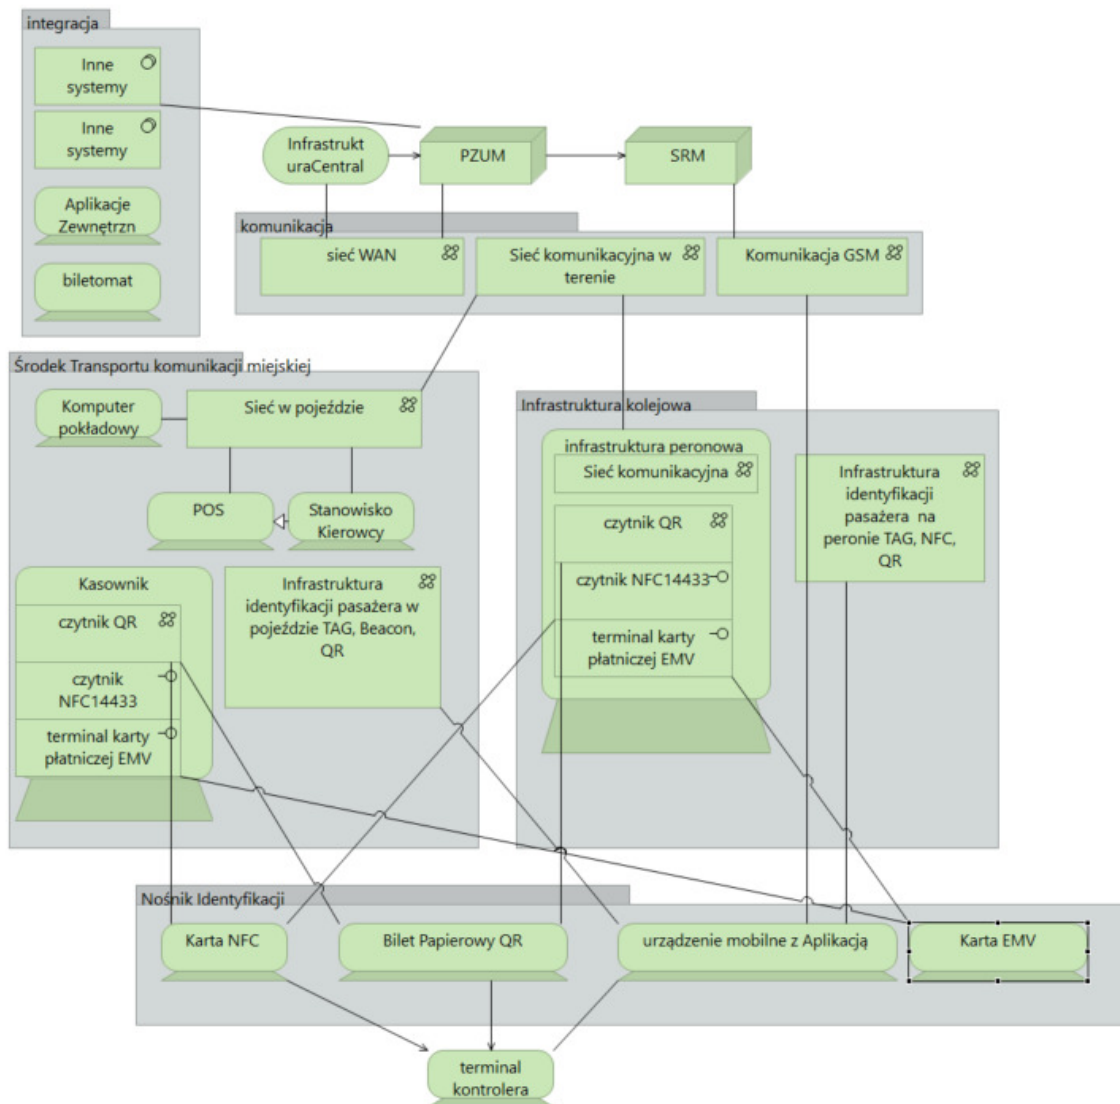 integracja
Inne
systemy
Inne
systemy
Aplikacje
Zewnętrzn
biletomat
Infrastrukt
uraCentral
PZUM
SRM
komunikacja
sieć WAN
Sieć komunikacyjna w
terenie
Komunikacja GSM
Środek Transportu komunikacji miejskiej
Komputer
pokładowy
Sieć w pojeździe
POS
Stanowisko
Kierowcy
Kasownik
czytnik QR
czytnik
NFC14433
terminal karty
płatniczej EMV
Infrastruktura
identyfikacji pasażera w
pojeździe TAG, Beacon,
QR
Infrastruktura kolejowa
infrastruktura peronowa
Sieć komunikacyjna
czytnik QR
czytnik NFC14433
terminal karty
płatniczej EMV
Infrastruktura
identyfikacji
pasażera na
peronie TAG, NFC,
QR
Nośnik Identyfikacji
Karta NFC
Bilet Papierowy QR
urządzenie mobilne z Aplikacją
Karta EMV
terminal
kontrolera